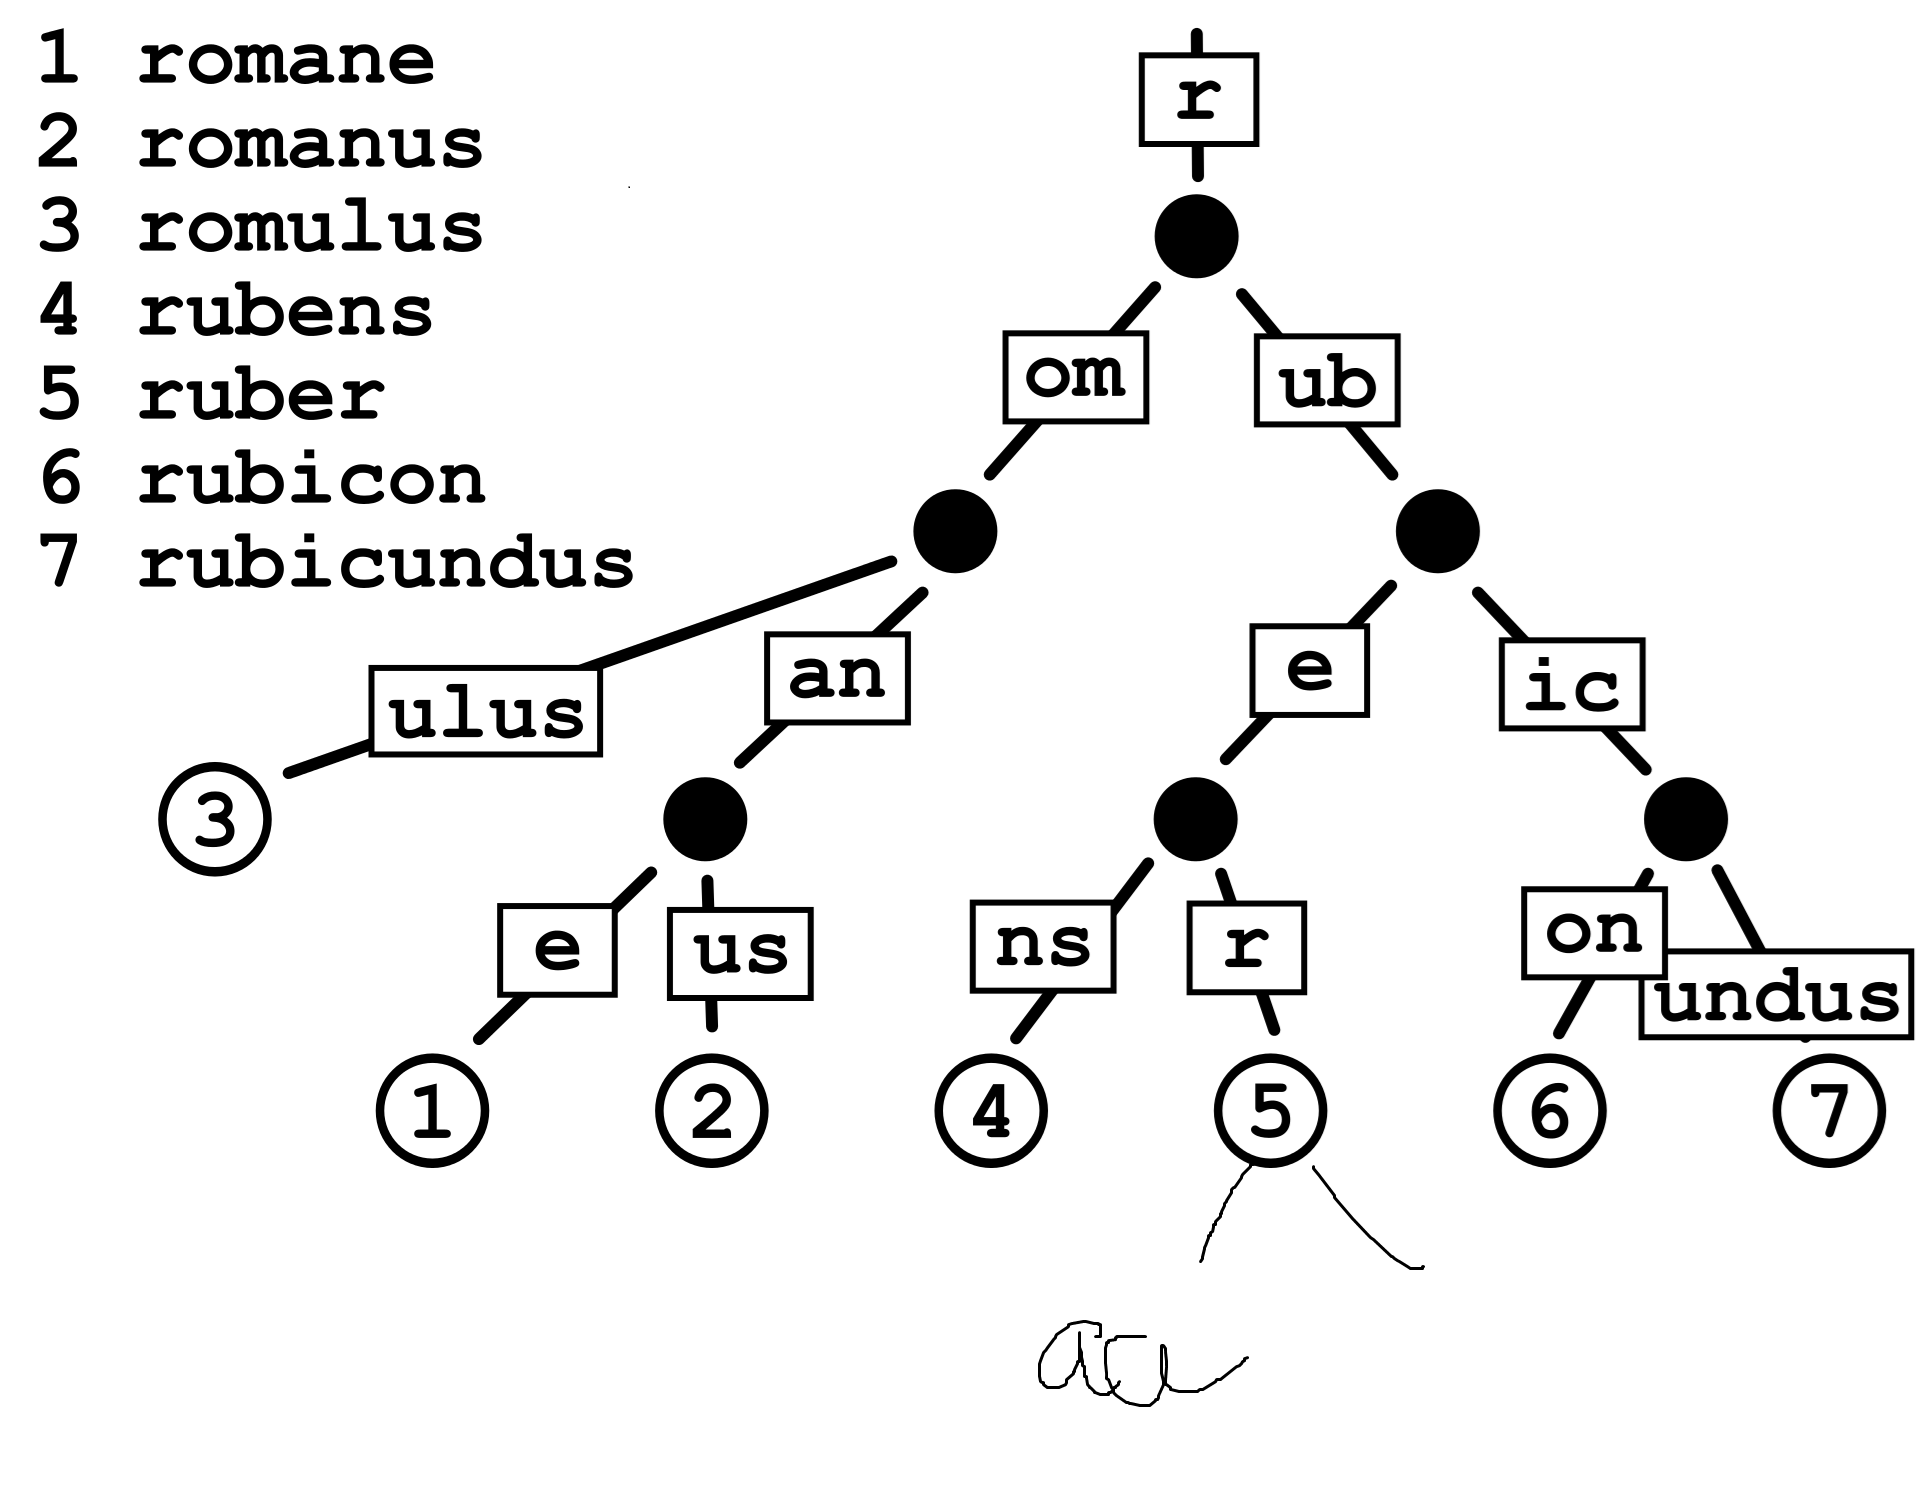 1 romane
2 romanus
3 romulus
4 rubens
5 ruber
6 rubicon
7 rubicundus
r
om ub
ulus an e ic
3
e us ns r on undus
1 2 4 5 6 7